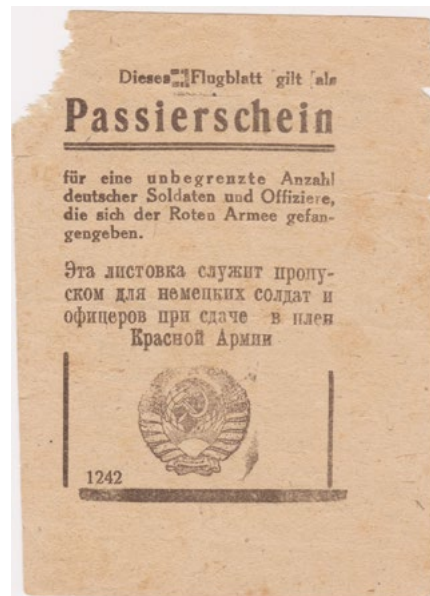 Dieses Flugblatt gilt als
Passierschein
für eine unbegrenzte Anzahl
deutscher Soldaten und Offiziere,
die sich der Roten Armee gefan-
gengeben.
Эта листовка служит пропу-
ском для немецких солдат и
офицеров при сдаче в плен
Красной Армии
1242